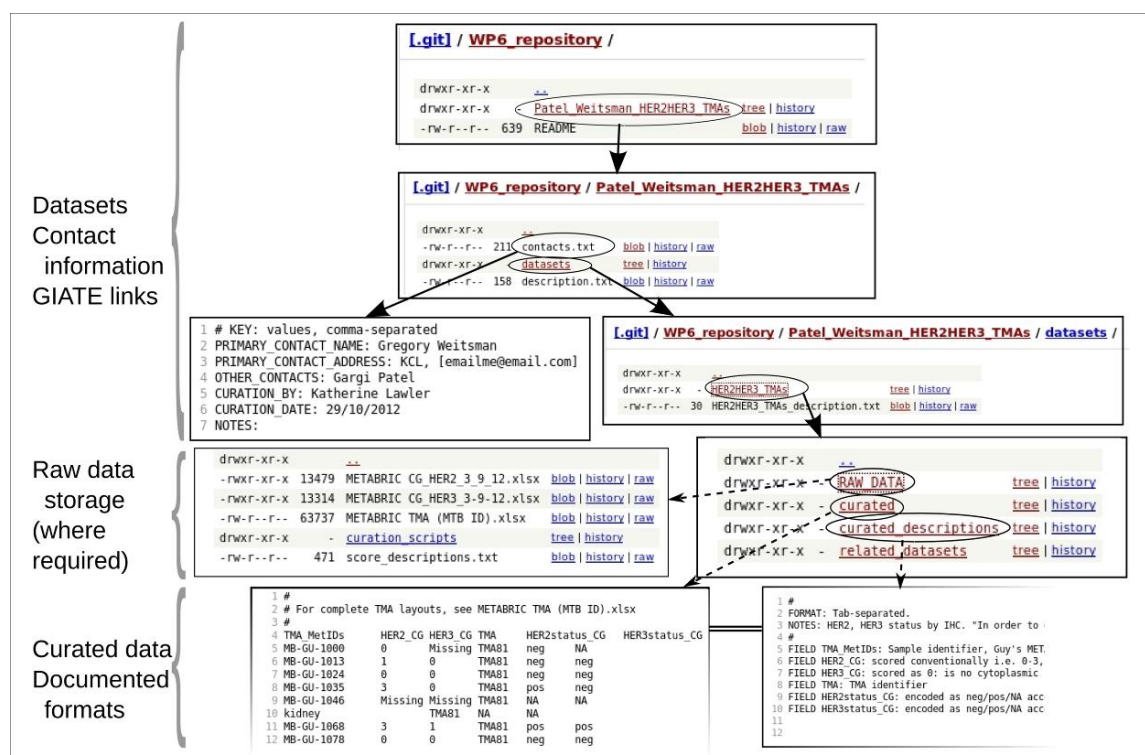 [.git] / WP6_repository /
drwxr-xr-x ..
drwxr-xr-x - Patel_Weitsman_HER2HER3_TMAs tree | history
-rw-r--r-- 639 README blob | history | raw
Datasets
Contact
information
GIATE links
[.git] / WP6_repository / Patel_Weitsman_HER2HER3_TMAs /
drwxr-xr-x ..
-rw-r--r-- 211 contacts.txt blob | history | raw
drwxr-xr-x - datasets tree | history
-rw-r--r-- 158 description.txt blob | history | raw
1 # KEY: values, comma-separated
2 PRIMARY_CONTACT_NAME: Gregory Weitsman
3 PRIMARY_CONTACT_ADDRESS: KCL, [emailme@email.com]
4 OTHER_CONTACTS: Gargi Patel
5 CURATION_BY: Katherine Lawler
6 CURATION_DATE: 29/10/2012
7 NOTES:
[.git] / WP6_repository / Patel_Weitsman_HER2HER3_TMAs / datasets /
drwxr-xr-x ..
drwxr-xr-x - HER2HER3_TMAs tree | history
-rw-r--r-- 30 HER2HER3_TMAs_description.txt blob | history | raw
Raw data
storage
(where
required)
drwxr-xr-x ..
-rwxr-xr-x 13479 METABRIC CG_HER2_3_9_12.xlsx blob | history | raw
-rwxr-xr-x 13314 METABRIC CG_HER3_3-9-12.xlsx blob | history | raw
-rw-r--r-- 63737 METABRIC TMA (MTB ID).xlsx blob | history | raw
drwxr-xr-x - curation_scripts tree | history
-rw-r--r-- 471 score_descriptions.txt blob | history | raw
drwxr-xr-x ..
drwxr-xr-x - RAW_DATA tree | history
drwxr-xr-x - curated tree | history
drwxr-xr-x - curated_descriptions tree | history
drwxr-xr-x - related_datasets tree | history
Curated data
Documented
formats
1 #
2 # For complete TMA layouts, see METABRIC TMA (MTB ID).xlsx
3 #
4 TMA_MetIDs HER2_CG HER3_CG TMA HER2status_CG HER3status_CG
5 MB-GU-1000 0 Missing TMA81 neg NA
6 MB-GU-1013 1 0 TMA81 neg neg
7 MB-GU-1024 0 0 TMA81 neg neg
8 MB-GU-1035 3 0 TMA81 pos neg
9 MB-GU-1046 Missing Missing TMA81 NA NA
10 kidney TMA81 NA NA
11 MB-GU-1068 3 1 TMA81 pos pos
12 MB-GU-1078 0 0 TMA81 neg neg
1 #
2 FORMAT: Tab-separated.
3 NOTES: HER2, HER3 status by IHC. "In order to
4 #
5 FIELD TMA_MetIDs: Sample identifier, Guy's MET
6 FIELD HER2_CG: scored conventionally i.e. 0-3,
7 FIELD HER3_CG: scored as 0: is no cytoplasmic
8 FIELD TMA: TMA identifier
9 FIELD HER2status_CG: encoded as neg/pos/NA acc
10 FIELD HER3status_CG: encoded as neg/pos/NA acc
11
12